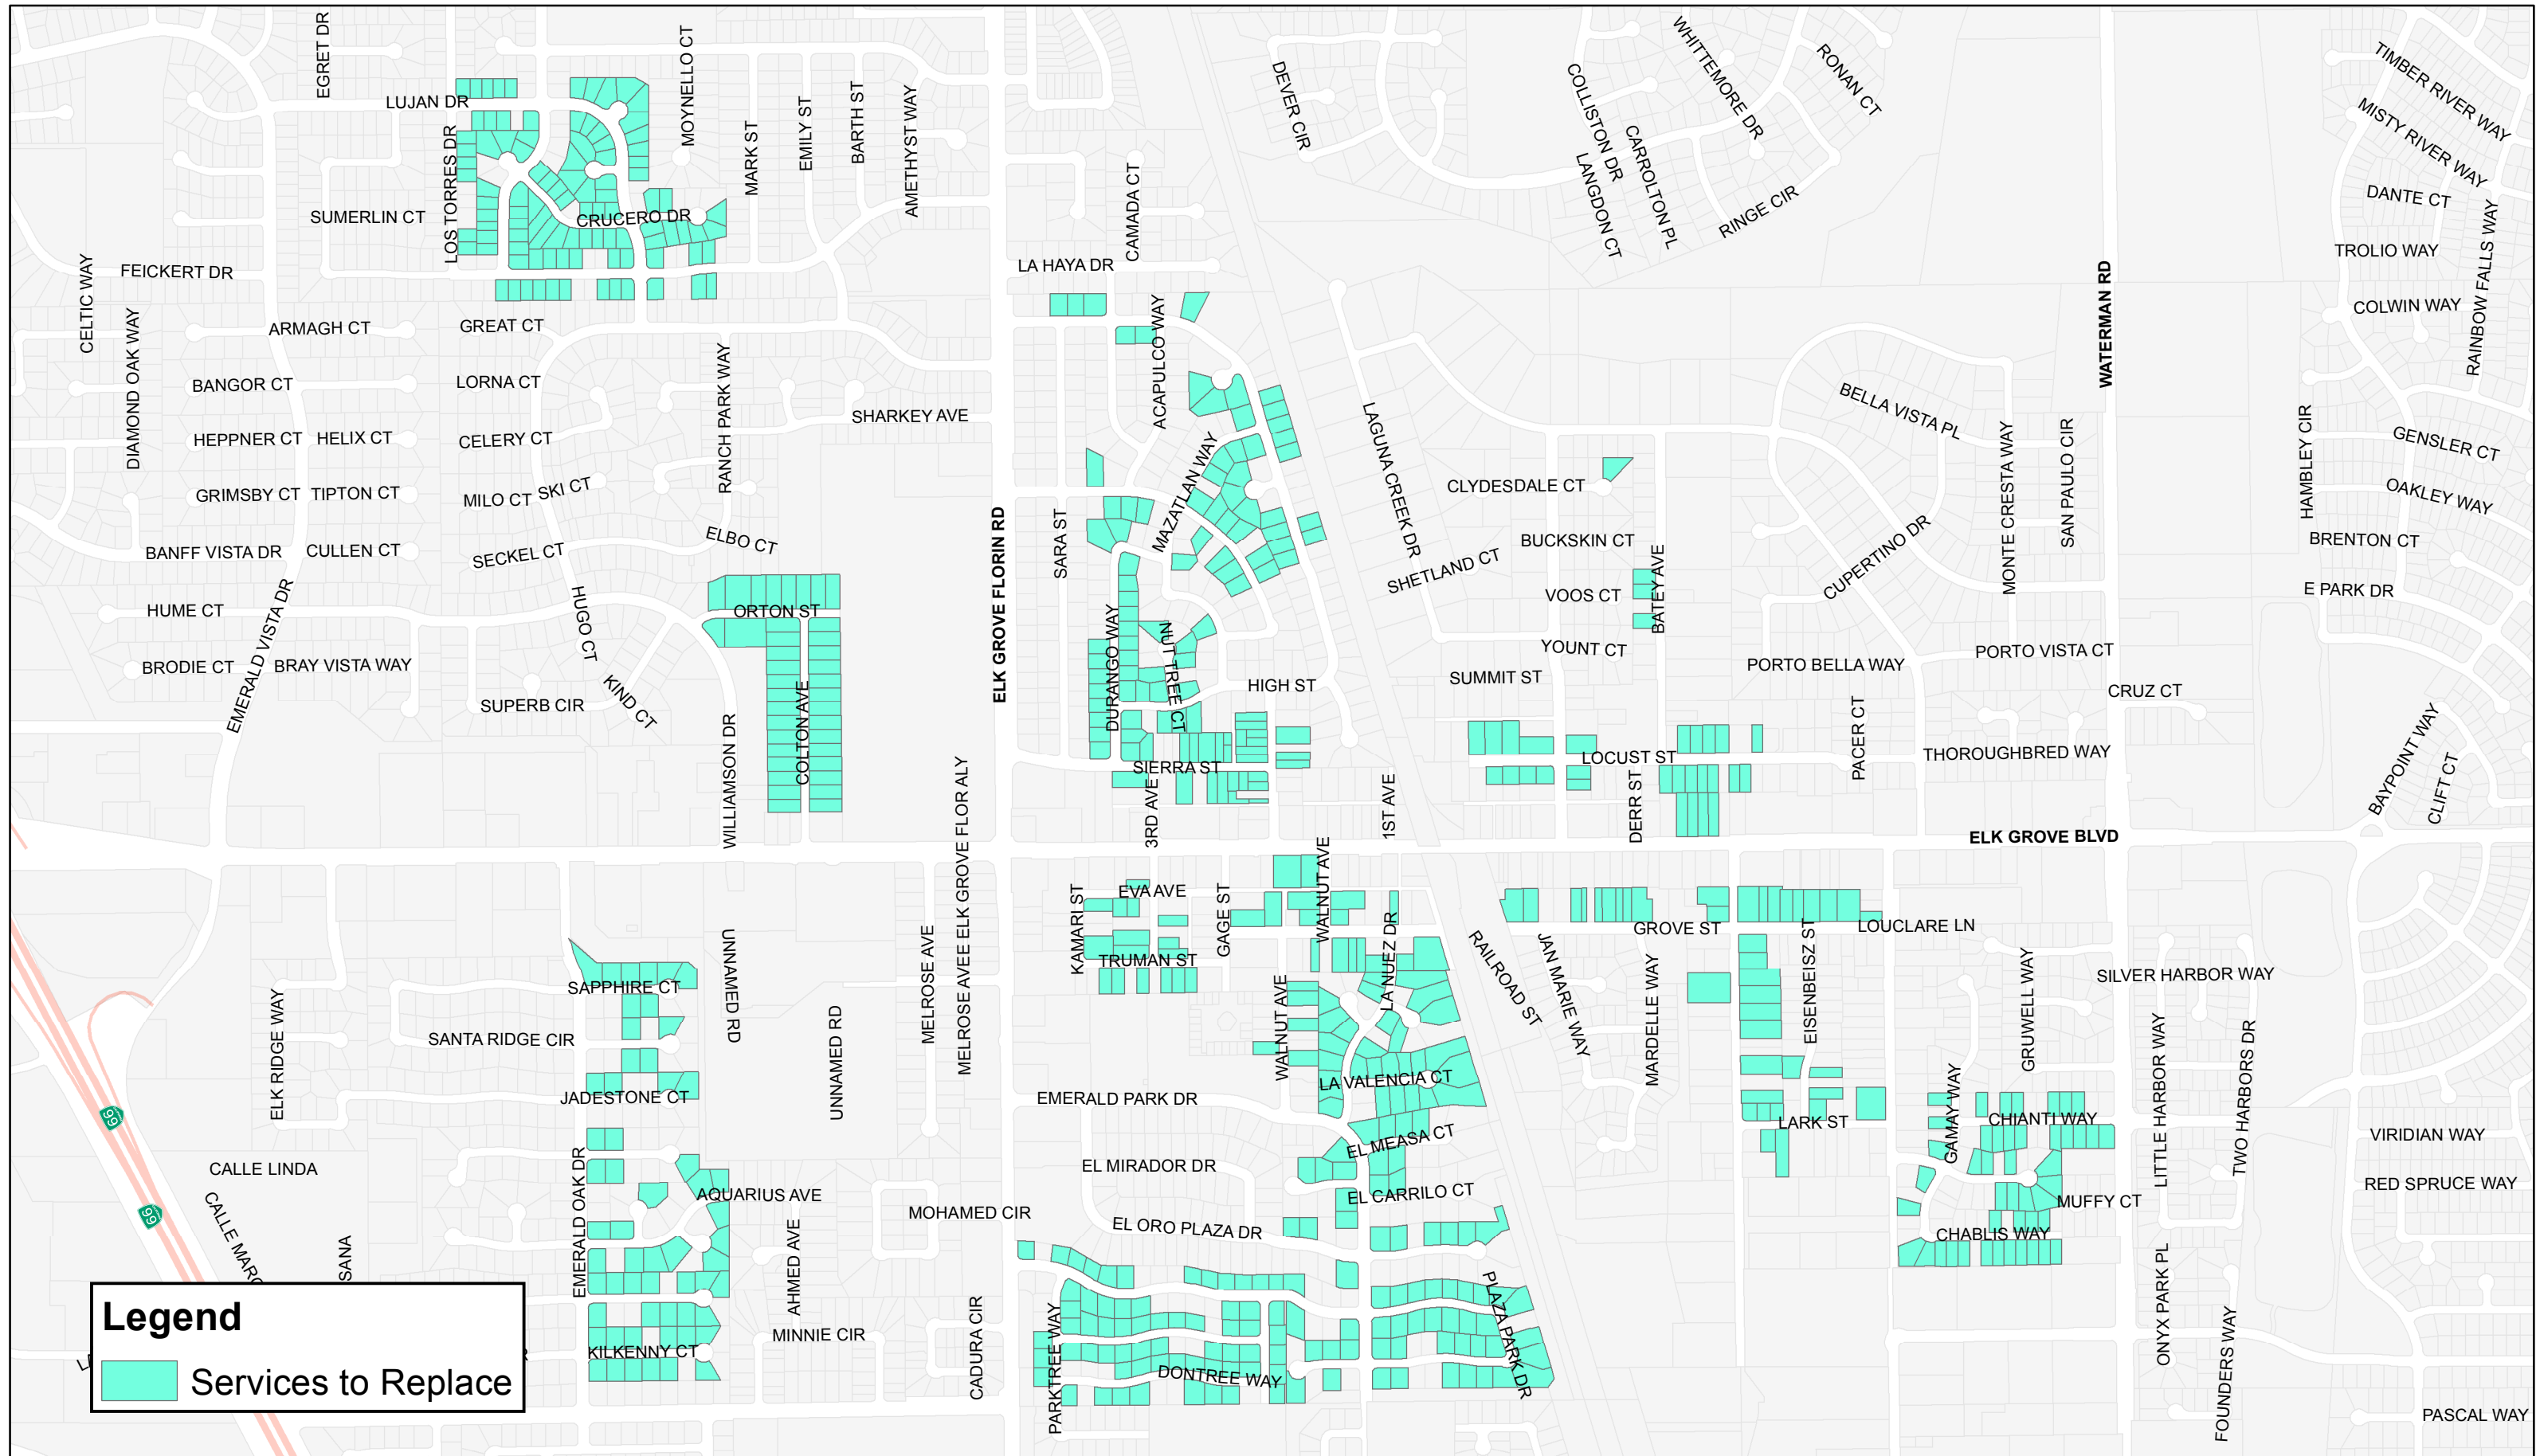 EGRET DR
LUJAN DR
LOS TORRES DR
MOYNELLO CT
MARK ST
EMILY ST
BARTH ST
AMETHYST WAY
SUMERLIN CT
CRUCERO DR
CELTIC WAY
FEICKERT DR
DIAMOND OAK WAY
ARMAGH CT
GREAT CT
BANGOR CT
LORNA CT
RANCH PARK WAY
SHARKEY AVE
HEPPNER CT
HELIX CT
CELERY CT
GRIMSBY CT
TIPTON CT
MILO CT
SKI CT
BANFF VISTA DR
CULLEN CT
SECKEL CT
ELBO CT
HUME CT
EMERALD VISTA DR
HUGO CT
ORTON ST
BRODIE CT
BRAY VISTA WAY
SUPERB CIR
KIND CT
WILLIAMSON DR
COLTON AVE
ELK GROVE FLORIN RD
CAMADA CT
LA HAYA DR
ACAPULCO WAY
MAZATLAN WAY
SARA ST
DURANGO WAY
NUT TREE CT
HIGH ST
SIERRA ST
3RD AVE
1ST AVE
DEVER CIR
COLLISTON DR
WHITTEMORE DR
RONAN CT
CARROLTON PL
LANGDON CT
RINGE CIR
LAGUNA CREEK DR
CLYDESDALE CT
BUCKSKIN CT
SHETLAND CT
VOOS CT
BATEY AVE
YOUNT CT
SUMMIT ST
LOCUST ST
DERR ST
WATERMAN RD
BELLA VISTA PL
MONTE CRESTA WAY
SAN PAULO CIR
CUPERTINO DR
PORTO BELLA WAY
PORTO VISTA CT
PACER CT
CRUZ CT
THOROUGHBRED WAY
ELK GROVE BLVD
TIMBER RIVER WAY
MISTY RIVER WAY
DANTE CT
TROLIO WAY
RAINBOW FALLS WAY
COLWIN WAY
HAMBLEY CIR
GENSLER CT
OAKLEY WAY
BRENTON CT
E PARK DR
BAYPOINT WAY
CLIFT CT
MELROSE AVEE ELK GROVE FLOR ALY
MELROSE AVE
UNNAMED RD
UNNAMED RD
SAPPHIRE CT
SANTA RIDGE CIR
ELK RIDGE WAY
JADESTONE CT
CALLE LINDA
EMERALD OAK DR
AQUARIUS AVE
AHMED AVE
MOHAMED CIR
MINNIE CIR
CADURA CIR
KILKENNY CT
SANA
99
99
KAMARI ST
EVA AVE
GAGE ST
WALNUT AVE
TRUMAN ST
LA NUEZ DR
WALNUT AVE
EMERALD PARK DR
LA VALENCIA CT
EL MEASA CT
EL MIRADOR DR
EL CARRILO CT
EL ORO PLAZA DR
PARKTREE WAY
DONTREE WAY
PLAZA PARK DR
RAILROAD ST
JAN MARIE WAY
GROVE ST
MARDELLE WAY
EISENBEISZ ST
LOUCLARE LN
LARK ST
GRUWELL WAY
GAMAY WAY
CHIANTI WAY
MUFFY CT
CHABLIS WAY
SILVER HARBOR WAY
LITTLE HARBOR WAY
TWO HARBORS DR
ONYX PARK PL
FOUNDERS WAY
VIRIDIAN WAY
RED SPRUCE WAY
PASCAL WAY
Legend
Services to Replace